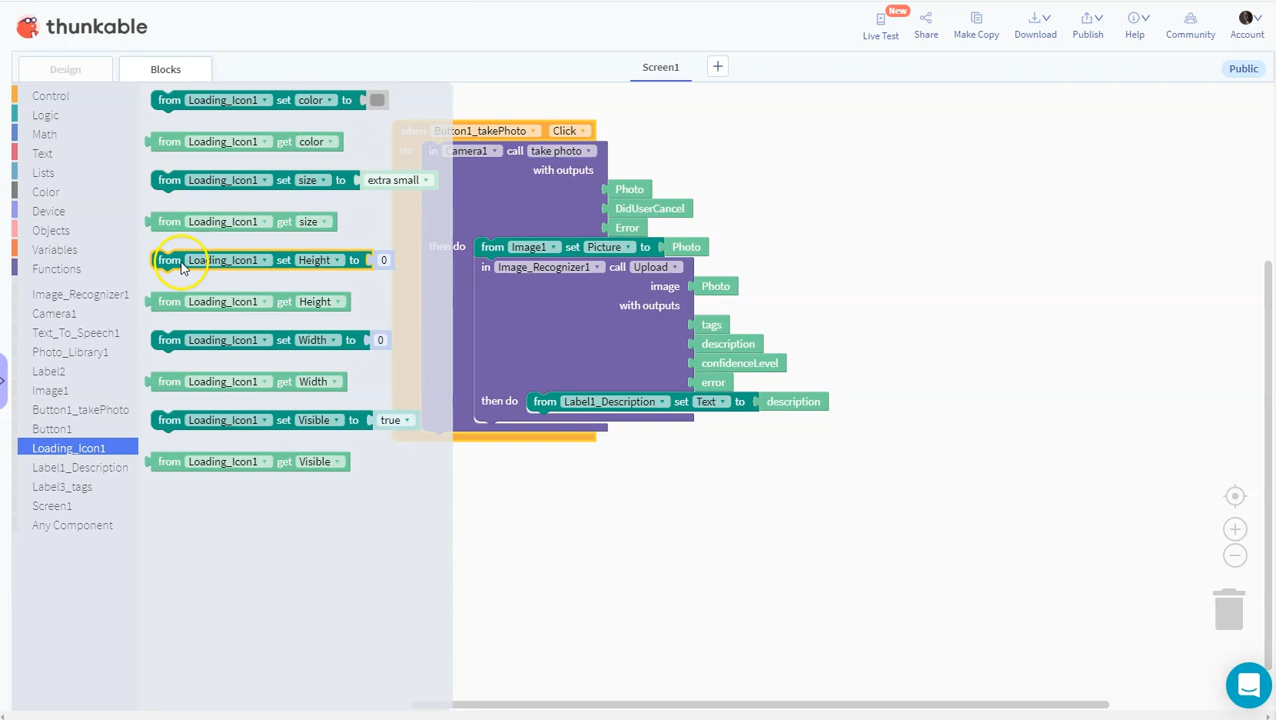 thunkable
New
Live Test
Share
Make Copy
Download
Publish
Help
Community
Account
Design
Blocks
Screen1
Public
Control
Logic
Math
Text
Lists
Color
Device
Objects
Variables
Functions
Image_Recognizer1
Camera1
Text_To_Speech1
Photo_Library1
Label2
Image1
Button1_takePhoto
Button1
Loading_Icon1
Label1_Description
Label3_tags
Screen1
Any Component
from Loading_Icon1 set color to
from Loading_Icon1 get color
from Loading_Icon1 set size to extra small
from Loading_Icon1 get size
from Loading_Icon1 set Height to 0
from Loading_Icon1 get Height
from Loading_Icon1 set Width to 0
from Loading_Icon1 get Width
from Loading_Icon1 set Visible to true
from Loading_Icon1 get Visible
when Button1_takePhoto Click
do in Camera1 call take photo
with outputs
Photo
DidUserCancel
Error
then do from Image1 set Picture to Photo
in Image_Recognizer1 call Upload
image Photo
with outputs
tags
description
confidenceLevel
error
then do from Label1_Description set Text to description